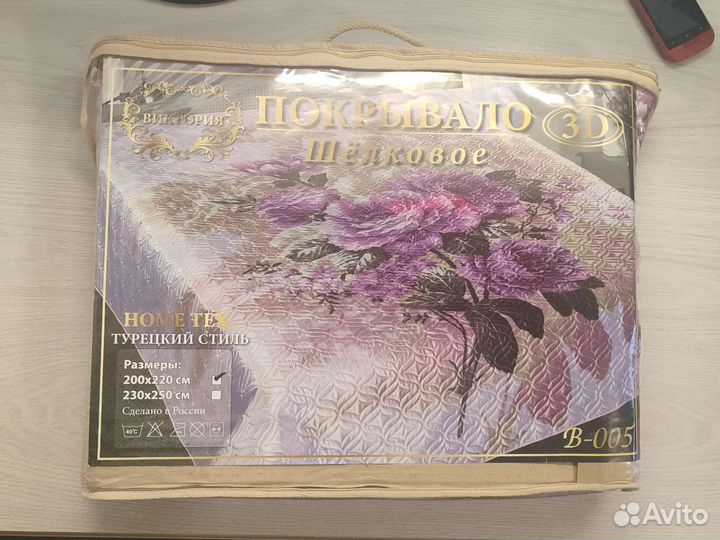 ВИКТОРИЯ
ПОКРЫВАЛО
3D
Шёлковое
HOME TEX
ТУРЕЦКИЙ СТИЛЬ
Размеры:
200х220 см
230х250 см
Сделано в России
40°C
В-005
Avito